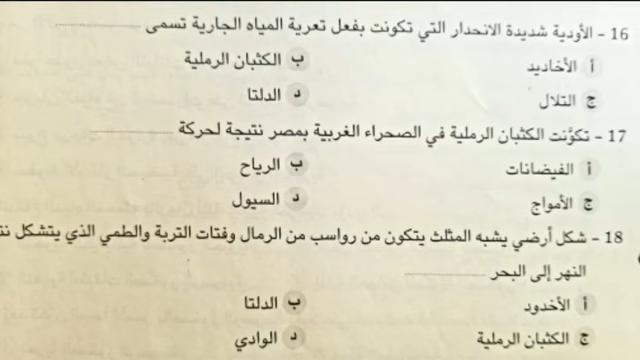 16 - الأودية شديدة الانحدار التي تكونت بفعل تعرية المياه الجارية تسمى
أ الأخاديد ب الكثبان الرملية
ج التلال د الدلتا
17 - تكوَّنت الكثبان الرملية في الصحراء الغربية بمصر نتيجة لحركة
أ الفيضانات ب الرياح
ج الأمواج د السيول
18 - شكل أرضي يشبه المثلث يتكون من رواسب من الرمال وفتات التربة والطمي الذي يتشكل
النهر إلى البحر
أ الأخدود ب الدلتا
ج الكثبان الرملية د الوادي